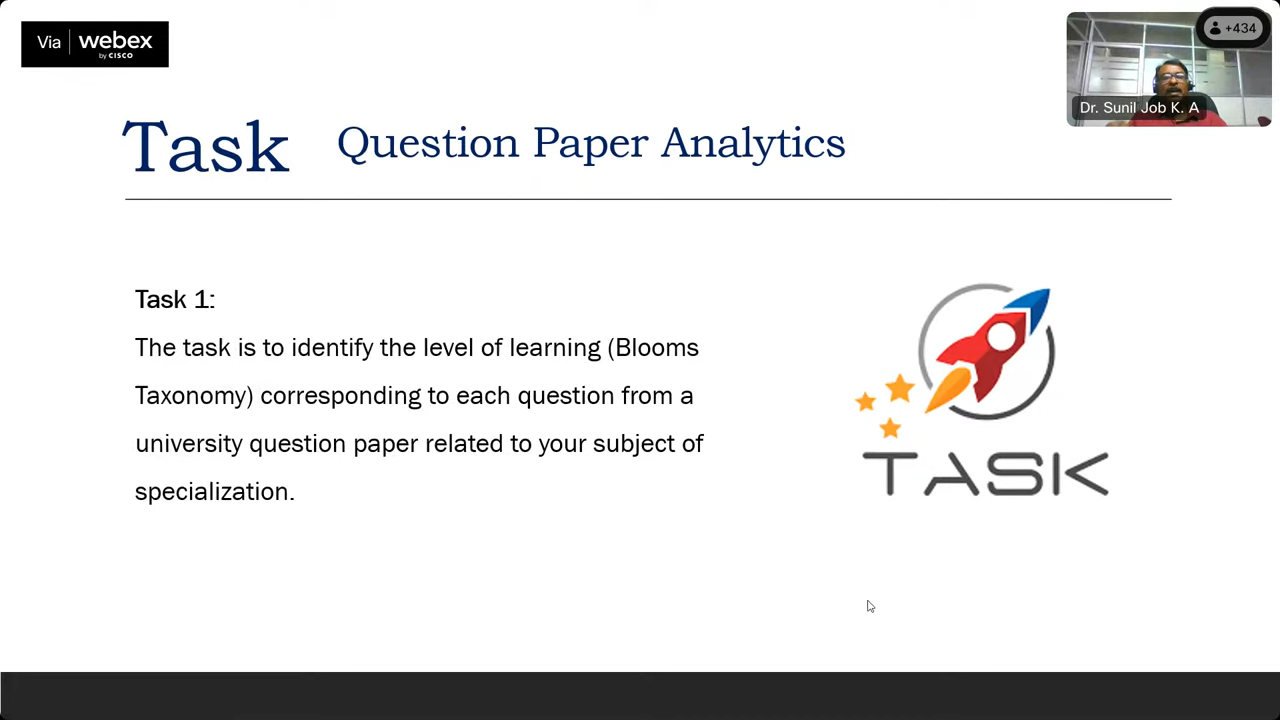 Via webex
by CISCO
+434
Dr. Sunil Job K. A
Task Question Paper Analytics
Task 1:
The task is to identify the level of learning (Blooms
Taxonomy) corresponding to each question from a
university question paper related to your subject of
specialization.
TASK